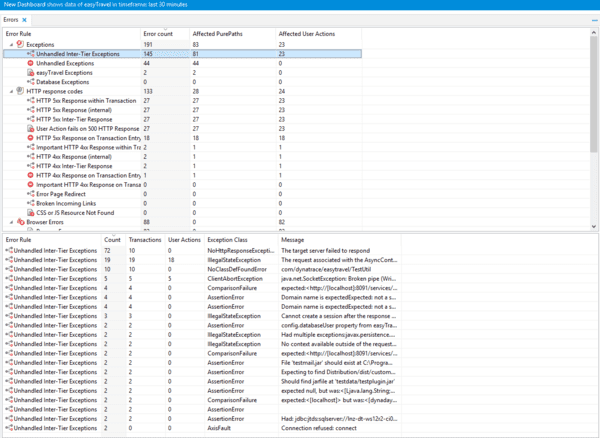 New Dashboard shows data of easyTravel in timeframe: last 30 minutes
Errors
Error Rule Error count Affected PurePaths Affected User Actions
Exceptions 191 83 23
Unhandled Inter-Tier Exceptions 145 81 23
Unhandled Exceptions 44 44 0
easyTravel Exceptions 2 2 0
Database Exceptions 0 0 0
HTTP response codes 133 28 24
HTTP 5xx Response within Transaction 27 27 23
HTTP 5xx Response (internal) 27 27 23
HTTP 5xx Inter-Tier Response 27 27 23
User Action fails on 500 HTTP Response 27 27 23
HTTP 5xx Response on Transaction Entry 18 18 18
Important HTTP 4xx Response within Tra 2 1 1
HTTP 4xx Response (internal) 2 1 1
HTTP 4xx Inter-Tier Response 2 1 1
HTTP 4xx Response on Transaction Entry 1 1 1
Important HTTP 4xx Response on Transa 0 0 0
Error Page Redirect 0 0 0
Broken Incoming Links 0 0 0
CSS or JS Resource Not Found 0 0 0
Browser Errors 88 0 82
Error Rule Count Transactions User Actions Exception Class Message
Unhandled Inter-Tier Exceptions 72 10 0 NoHttpResponseExcepti... The target server failed to respond
Unhandled Inter-Tier Exceptions 19 19 18 IllegalStateException The request associated with the AsyncCont...
Unhandled Inter-Tier Exceptions 10 10 0 NoClassDefFoundError com/dynatrace/easytravel/TestUtil
Unhandled Inter-Tier Exceptions 5 5 5 ClientAbortException java.net.SocketException: Broken pipe (Wri...
Unhandled Inter-Tier Exceptions 4 4 0 ComparisonFailure expected:<http://[localhost]:8091/services/...
Unhandled Inter-Tier Exceptions 4 4 0 AssertionError Domain name is expectedExpected: not a s...
Unhandled Inter-Tier Exceptions 4 4 0 AssertionError Domain name is expectedExpected: not a s...
Unhandled Inter-Tier Exceptions 3 3 0 IllegalStateException Cannot create a session after the response ...
Unhandled Inter-Tier Exceptions 2 2 0 AssertionError config.databaseUser property from easyTra...
Unhandled Inter-Tier Exceptions 2 2 0 IllegalStateException Had multiple exceptions:javax.persistence...
Unhandled Inter-Tier Exceptions 2 2 0 IllegalStateException No context available outside of the request...
Unhandled Inter-Tier Exceptions 2 2 0 ComparisonFailure expected:<http://[localhost]:8091/services/...
Unhandled Inter-Tier Exceptions 2 2 0 AssertionError File 'testmail.jar' should exist at C:\Progra...
Unhandled Inter-Tier Exceptions 2 2 0 AssertionError Expecting to find Distribution/dist/custom...
Unhandled Inter-Tier Exceptions 2 2 0 AssertionError Should find jarfile at 'testdata/testplugin.jar'
Unhandled Inter-Tier Exceptions 2 2 0 AssertionError expected null, but was:<[Ljava.lang.String;...
Unhandled Inter-Tier Exceptions 2 2 0 ComparisonFailure expected:<[localhost]> but was:<[dynaday...
Unhandled Inter-Tier Exceptions 2 2 0 AssertionError
Unhandled Inter-Tier Exceptions 2 2 0 AssertionError Had: jdbc:jtds:sqlserver://lnz-dt-ws12r2-ci0...
Unhandled Inter-Tier Exceptions 2 0 0 AxisFault Connection refused: connect